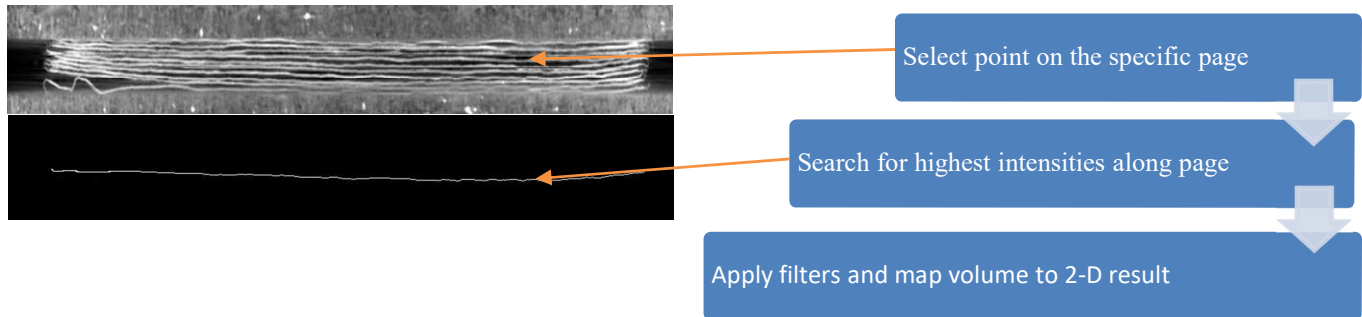 Select point on the specific page
Search for highest intensities along page
Apply filters and map volume to 2-D result